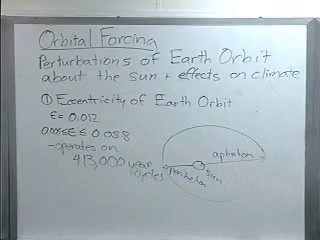 Orbital Forcing
Perturbations of Earth Orbit
about the sun + effects on climate
① Eccentricity of Earth Orbit
ε = 0.012
0.005 ≤ ε ≤ 0.058
- operates on
413,000 year
cycles
aphelion
perihelion
sun